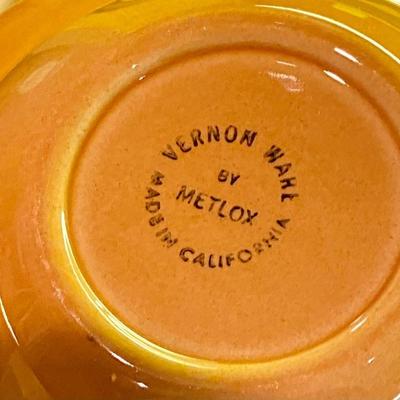 VERNON WARE
BY
METLOX
MADE IN CALIFORNIA